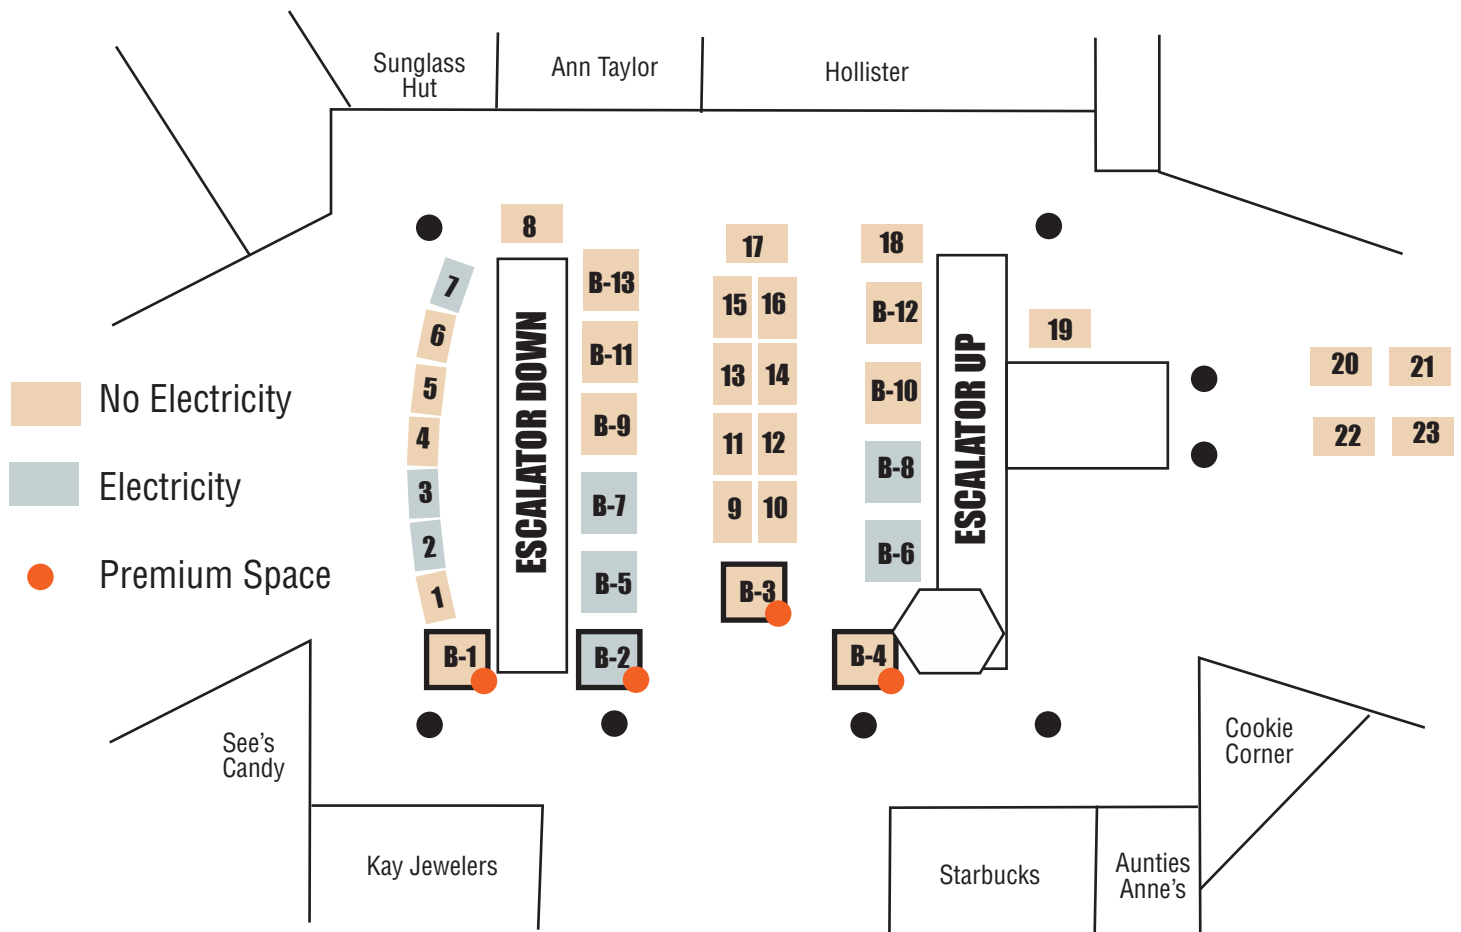 Sunglass
Hut
Ann Taylor
Hollister
8
17
18
7
B-13
15
16
B-12
19
6
B-11
13
14
B-10
20
21
5
B-9
11
12
B-8
22
23
4
3
B-7
9
10
B-6
2
B-5
B-3
1
B-1
B-2
B-4
ESCALATOR DOWN
ESCALATOR UP
No Electricity
Electricity
Premium Space
See's
Candy
Cookie
Corner
Kay Jewelers
Starbucks
Aunties
Anne's